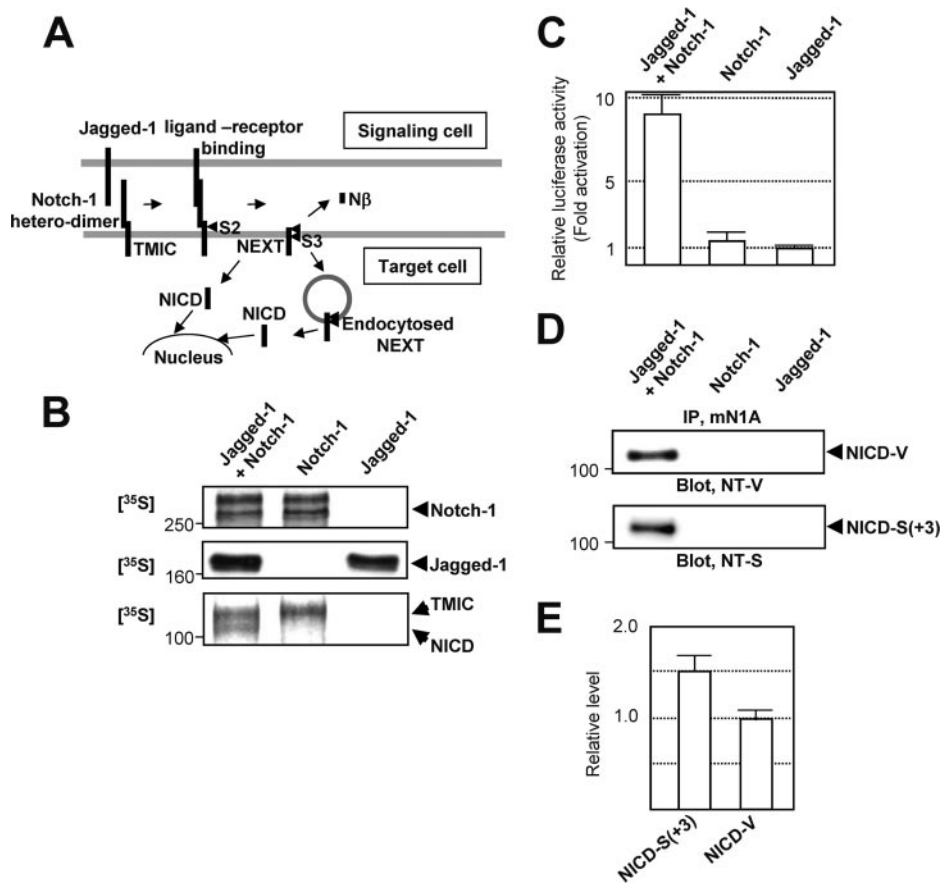 A
Jagged-1
ligand –receptor
binding
Signaling cell
Notch-1
hetero-dimer
TMIC
S2
NEXT
S3
Nβ
Target cell
NICD
NICD
Endocytosed
NEXT
Nucleus
B
Jagged-1
+ Notch-1
Notch-1
Jagged-1
[35S]
250
Notch-1
[35S]
160
Jagged-1
[35S]
100
TMIC
NICD
C
Jagged-1
+ Notch-1
Notch-1
Jagged-1
Relative luciferase activity
(Fold activation)
10
5
1
D
Jagged-1
+ Notch-1
Notch-1
Jagged-1
IP, mN1A
100
NICD-V
Blot, NT-V
100
NICD-S(+3)
Blot, NT-S
E
Relative level
2.0
1.0
NICD-S(+3)
NICD-V